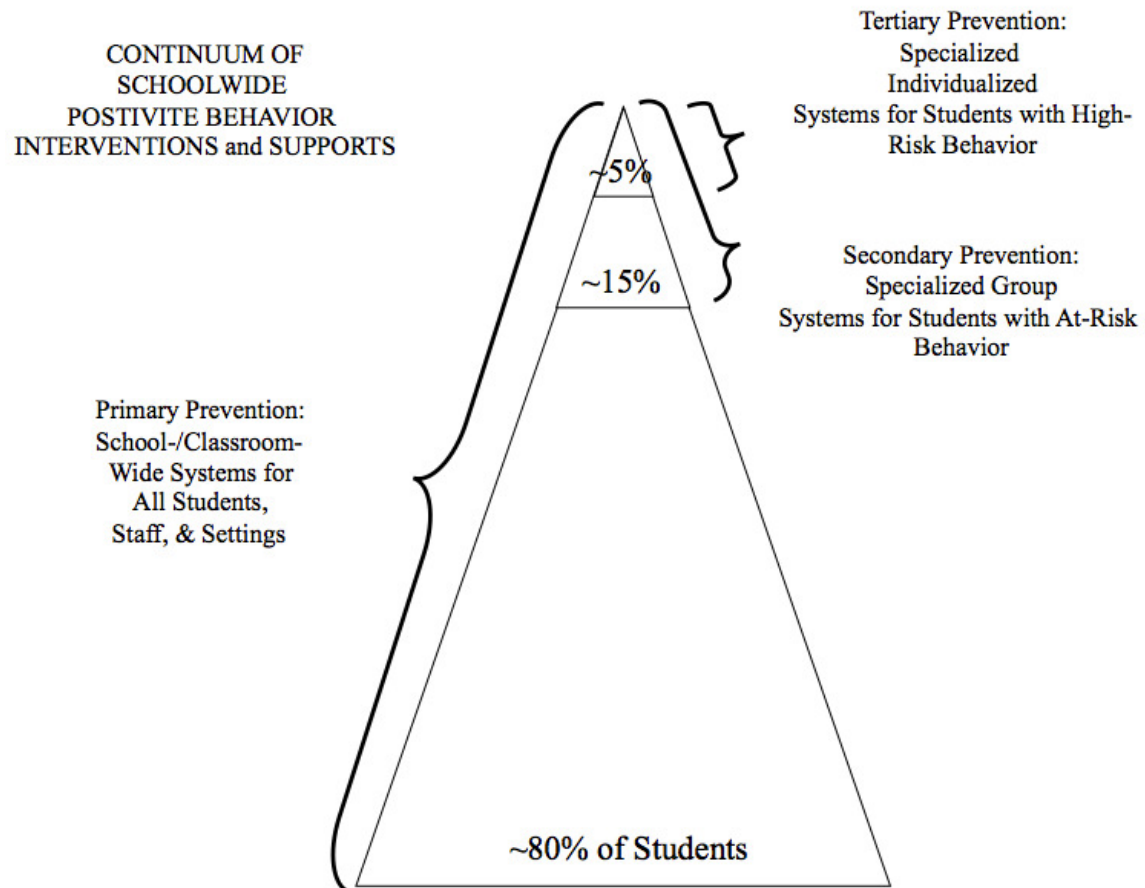 CONTINUUM OF
SCHOOLWIDE
POSTIVITE BEHAVIOR
INTERVENTIONS and SUPPORTS
Tertiary Prevention:
Specialized
Individualized
Systems for Students with High-
Risk Behavior
~5%
~15%
Secondary Prevention:
Specialized Group
Systems for Students with At-Risk
Behavior
Primary Prevention:
School-/Classroom-
Wide Systems for
All Students,
Staff, & Settings
~80% of Students